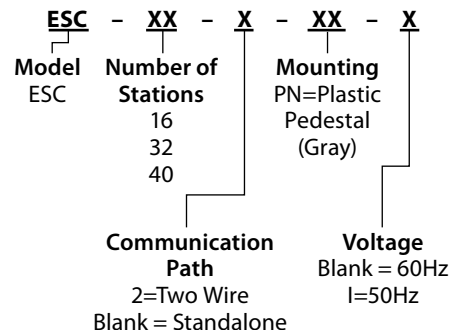 ESC – XX – X – XX – X
Model
ESC
Number of
Stations
16
32
40
Mounting
PN=Plastic
Pedestal
(Gray)
Communication
Path
2=Two Wire
Blank = Standalone
Voltage
Blank = 60Hz
I=50Hz